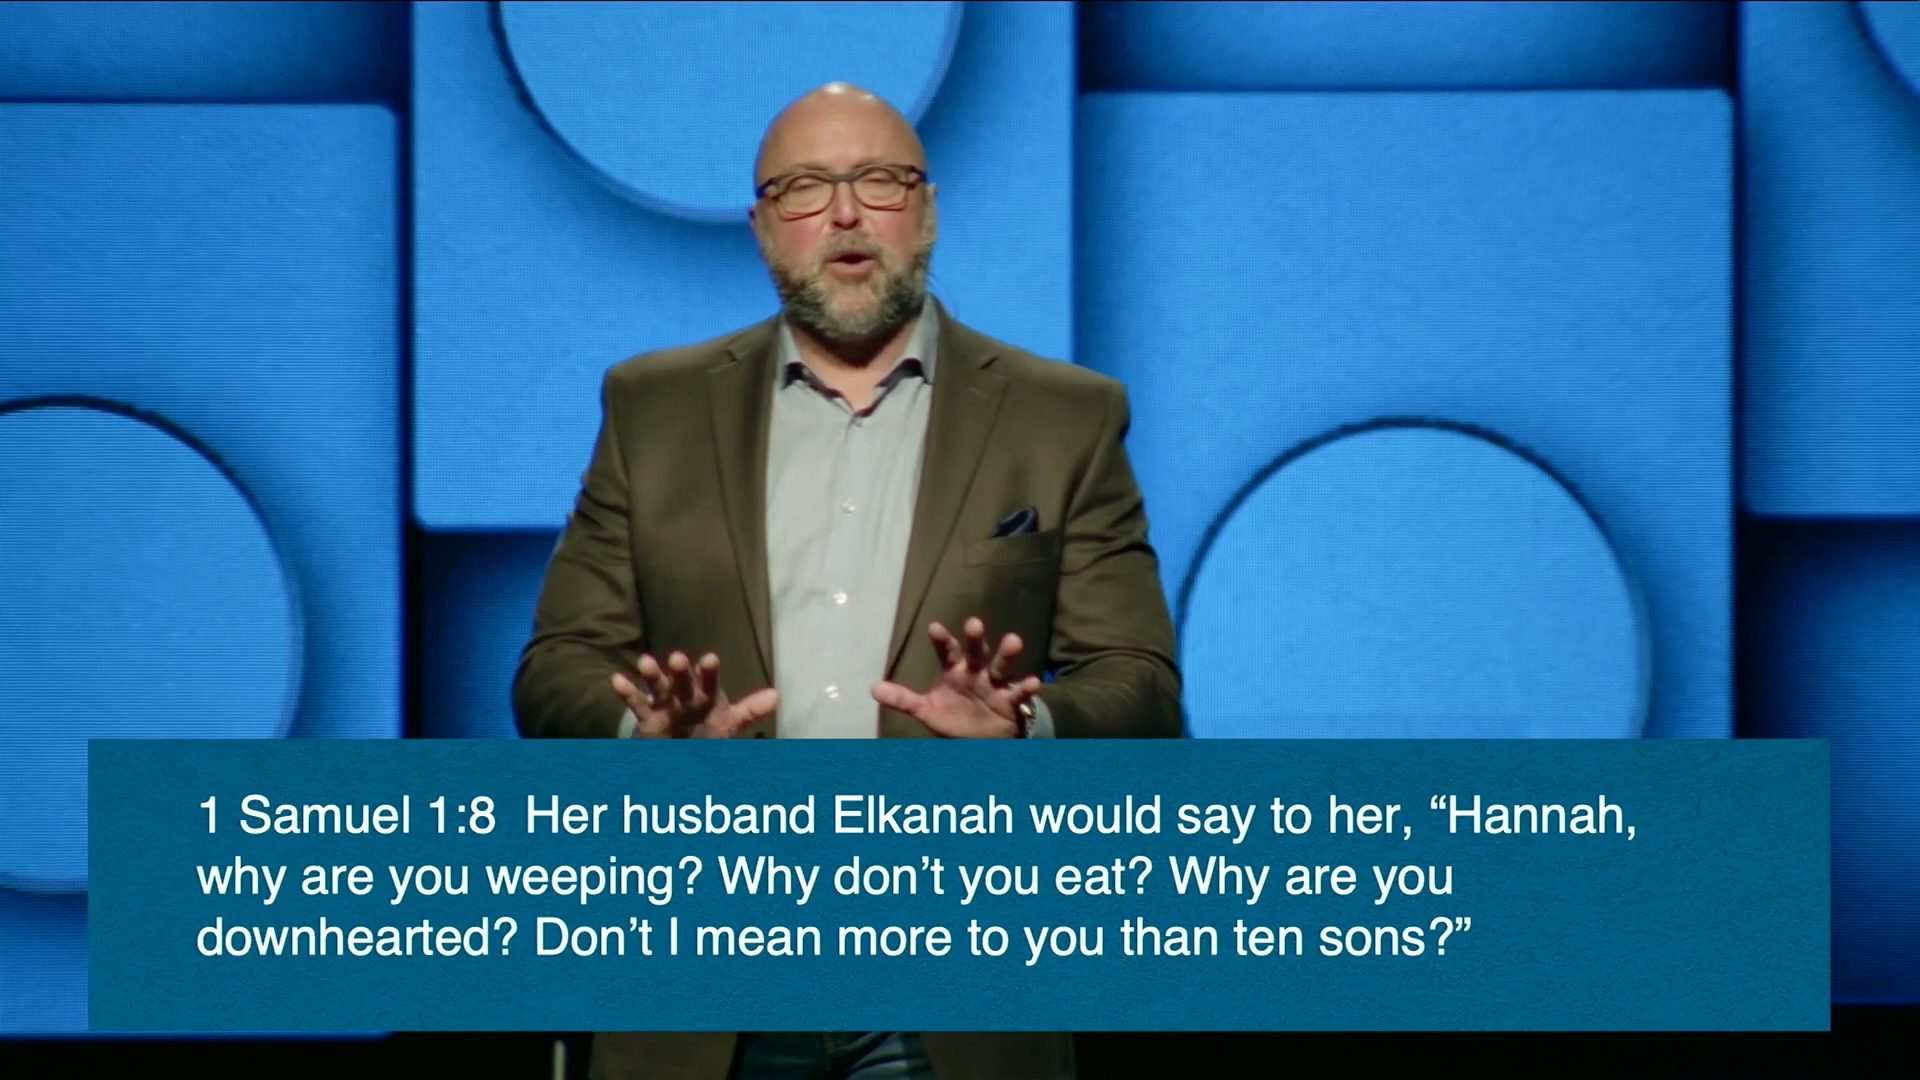 1 Samuel 1:8  Her husband Elkanah would say to her, “Hannah,
why are you weeping? Why don’t you eat? Why are you
downhearted? Don’t I mean more to you than ten sons?”